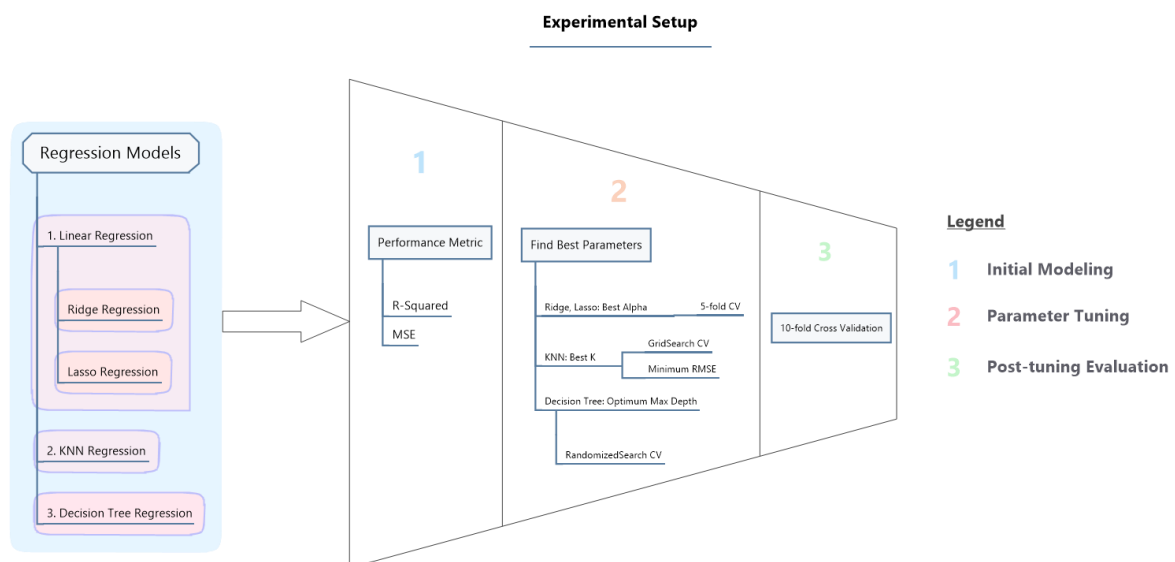 Experimental Setup
Regression Models
1. Linear Regression
Ridge Regression
Lasso Regression
2. KNN Regression
3. Decision Tree Regression
1
Performance Metric
R-Squared
MSE
2
Find Best Parameters
Ridge, Lasso: Best Alpha
5-fold CV
KNN: Best K
GridSearch CV
Minimum RMSE
Decision Tree: Optimum Max Depth
RandomizedSearch CV
3
10-fold Cross Validation
Legend
1 Initial Modeling
2 Parameter Tuning
3 Post-tuning Evaluation